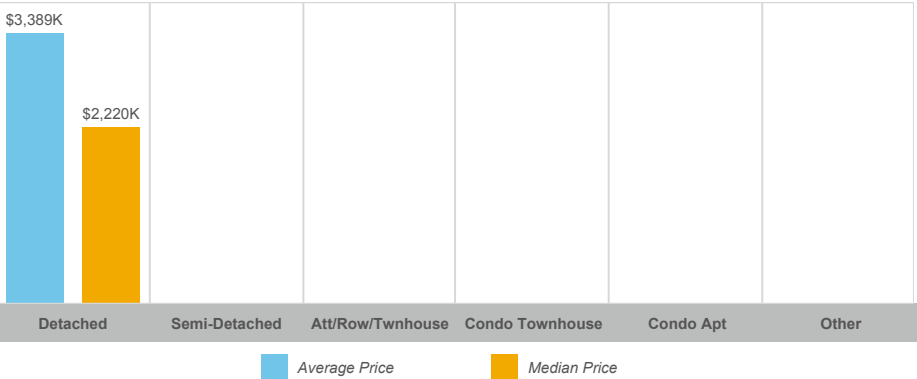 $3,389K
$2,220K
Detached Semi-Detached Att/Row/Twnhouse Condo Townhouse Condo Apt Other
Average Price Median Price